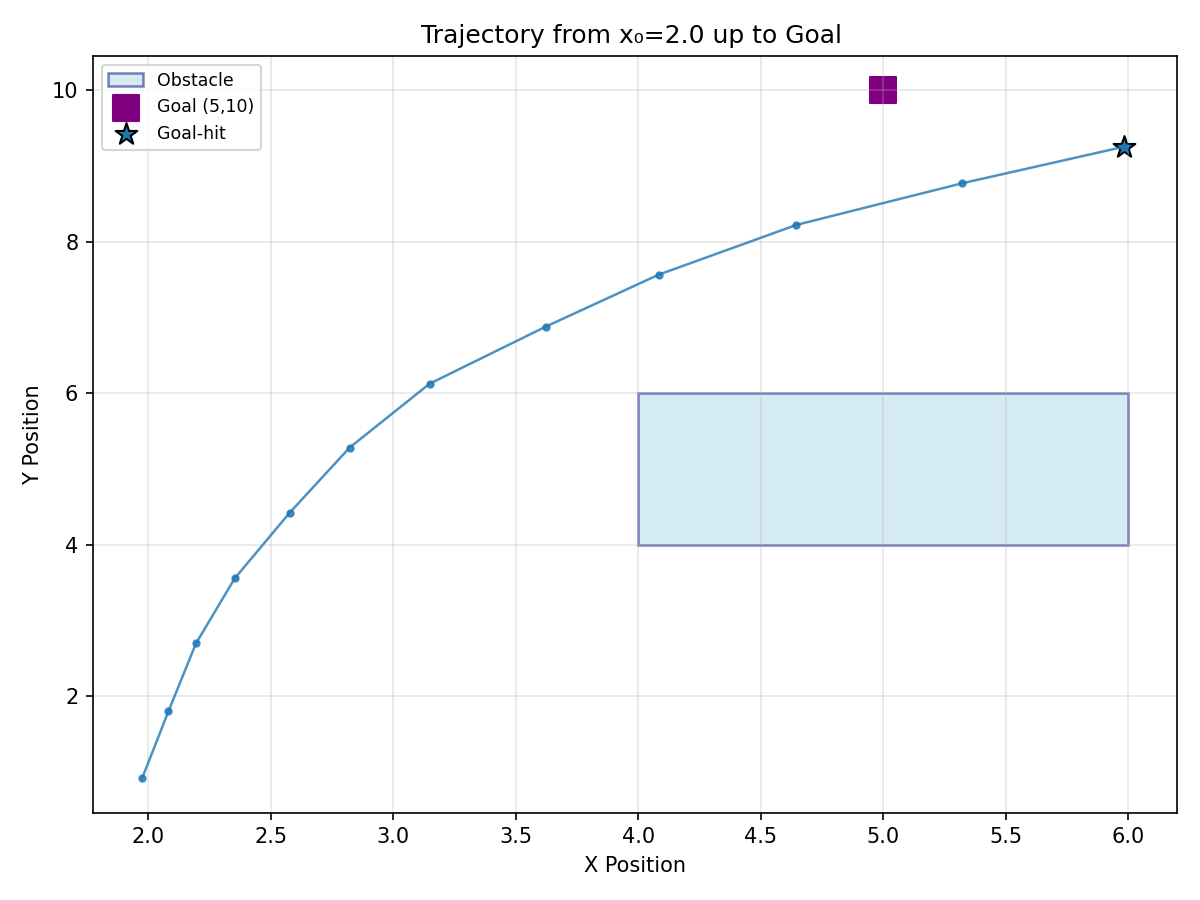 Trajectory from x₀=2.0 up to Goal
Obstacle
Goal (5,10)
Goal-hit
10
8
6
4
2
Y Position
2.0 2.5 3.0 3.5 4.0 4.5 5.0 5.5 6.0
X Position